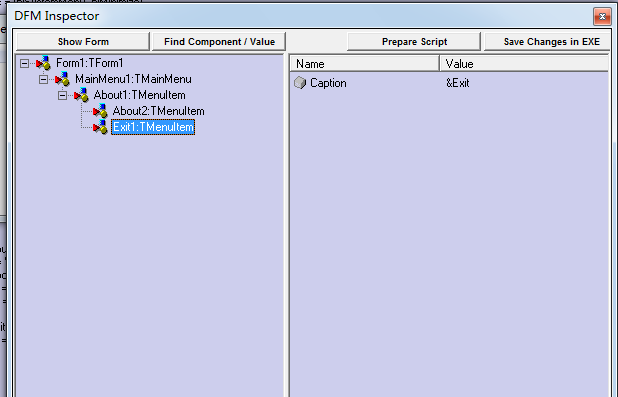 DFM Inspector
Show Form
Find Component / Value
Prepare Script
Save Changes in EXE
Form1:TForm1
MainMenu1:TMainMenu
About1:TMenuItem
About2:TMenuItem
Exit1:TMenuItem
Name
Value
Caption
&Exit